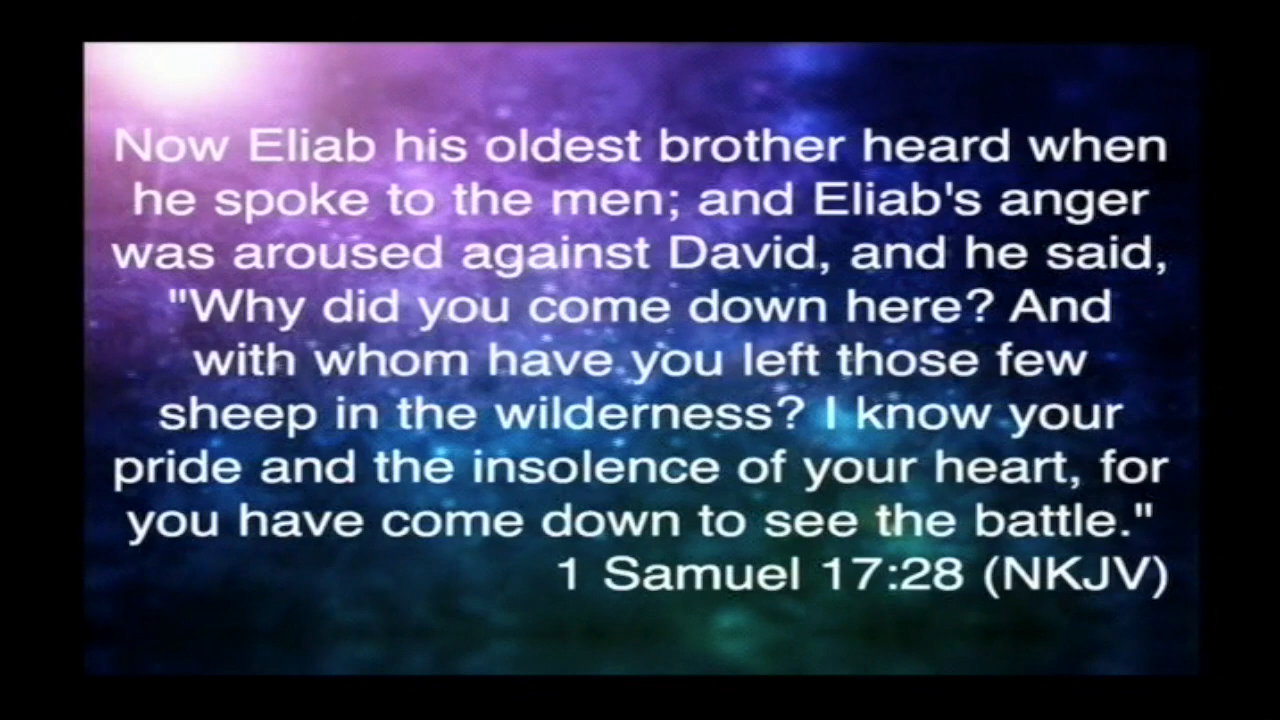 Now Eliab his oldest brother heard when
he spoke to the men; and Eliab's anger
was aroused against David, and he said,
"Why did you come down here? And
with whom have you left those few
sheep in the wilderness? I know your
pride and the insolence of your heart, for
you have come down to see the battle."
1 Samuel 17:28 (NKJV)